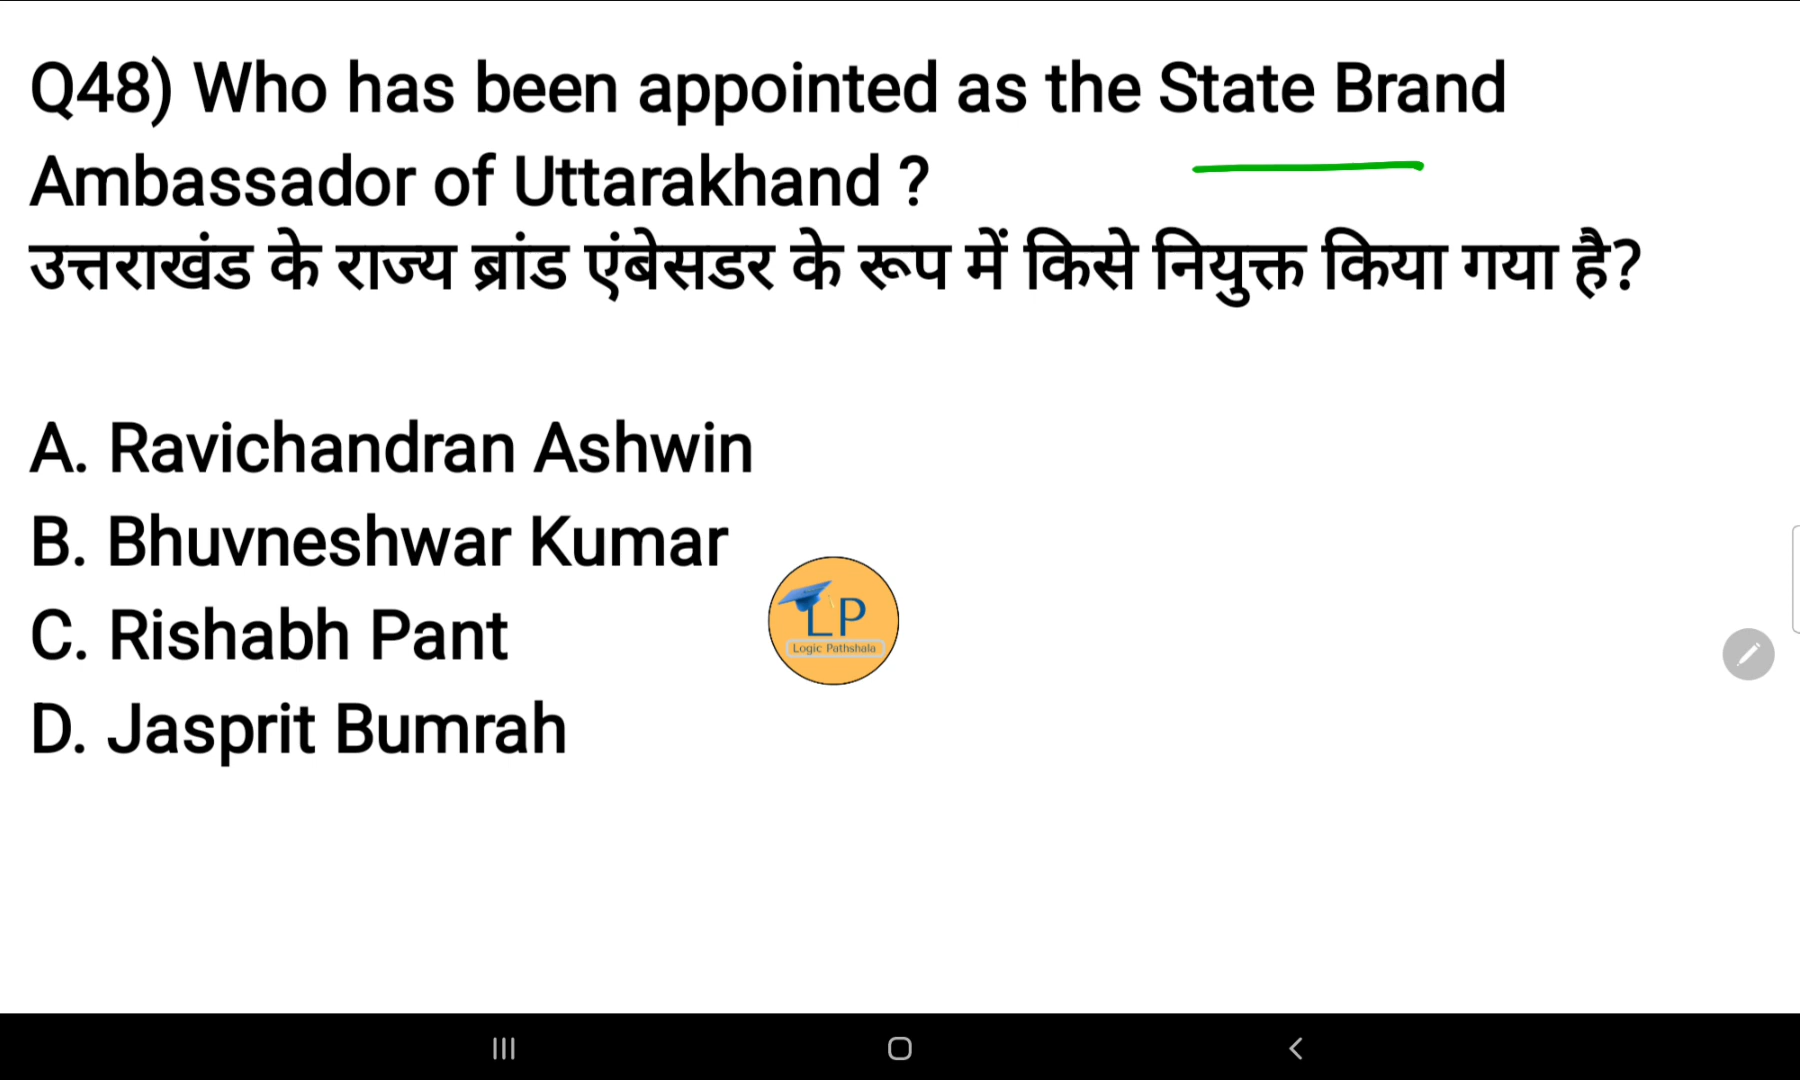 Q48) Who has been appointed as the State Brand
Ambassador of Uttarakhand ?
उत्तराखंड के राज्य ब्रांड एंबेसडर के रूप में किसे नियुक्त किया गया है?
A. Ravichandran Ashwin
B. Bhuvneshwar Kumar
C. Rishabh Pant
D. Jasprit Bumrah
LP
Logic Pathshala